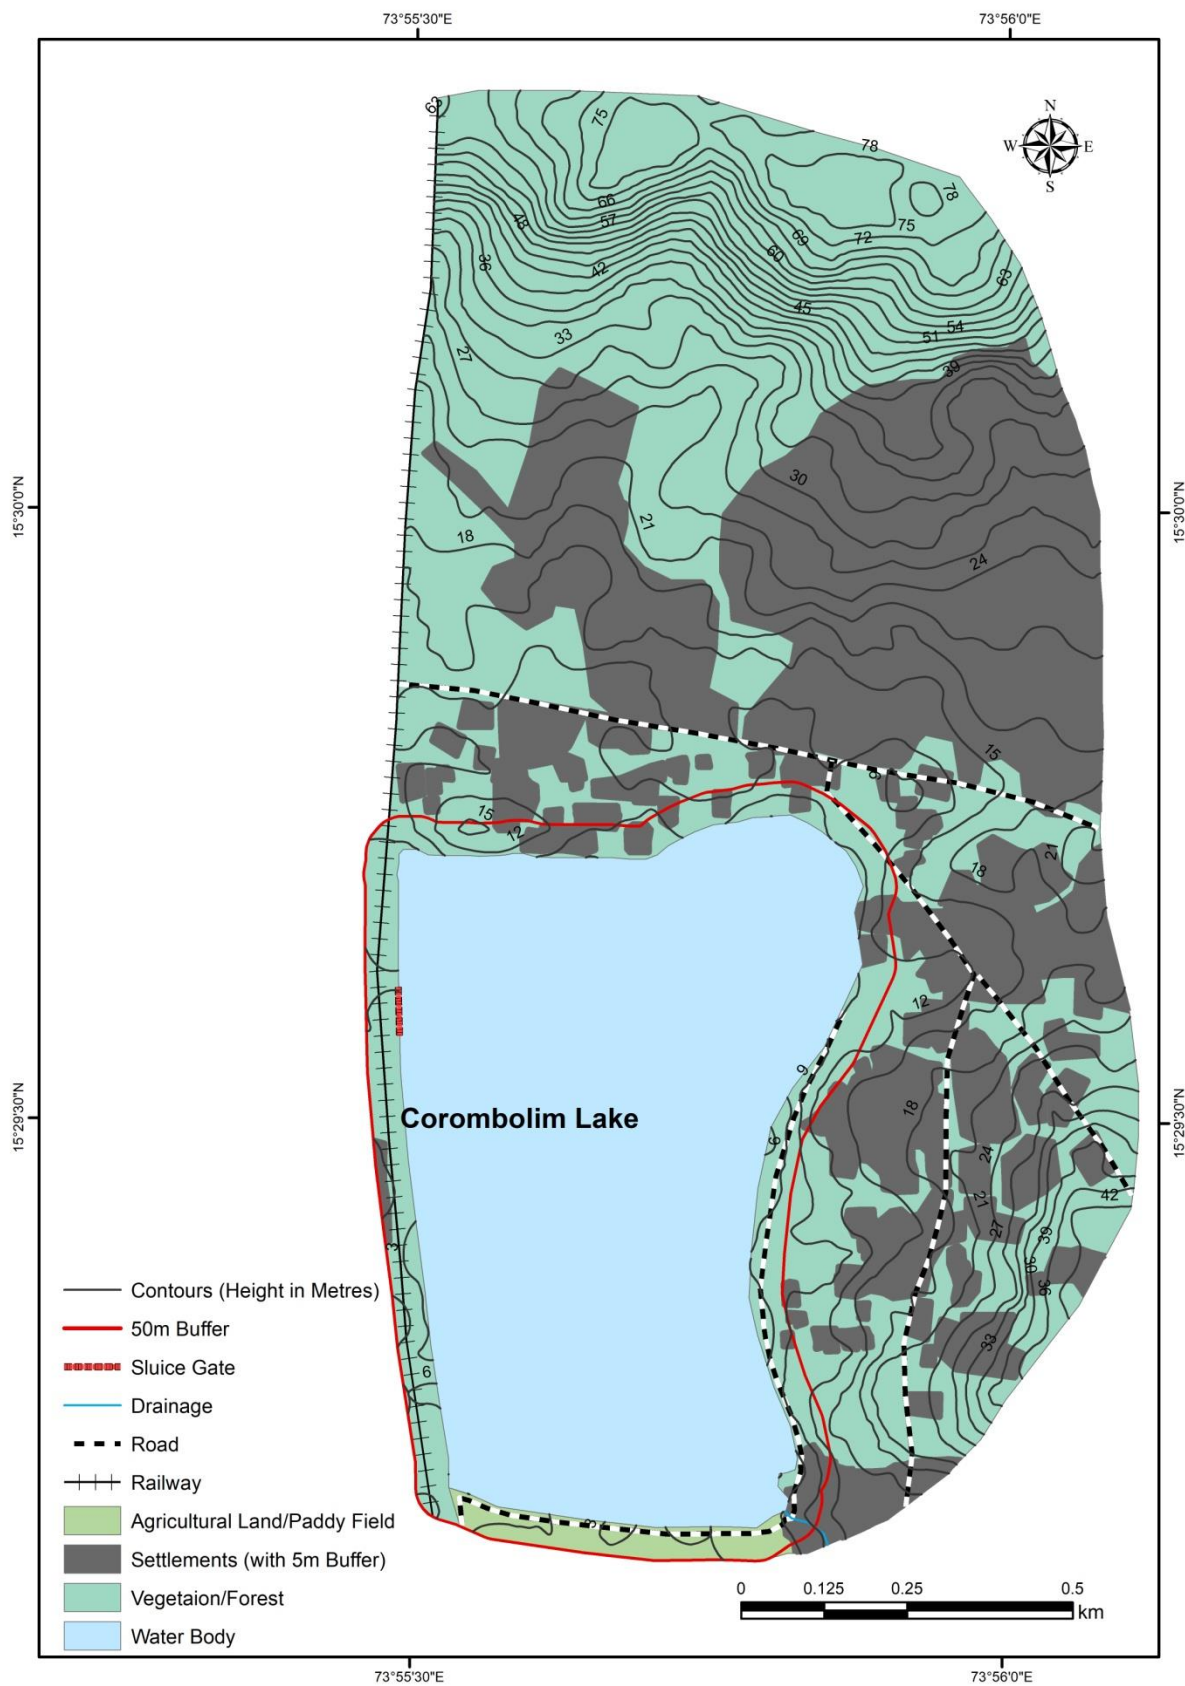 73°55'30"E
73°56'0"E
N
W
E
S
63
75
78
78
66
48
57
75
69
72
36
60
42
63
45
33
54
51
27
39
30
15°30'0"N
15°30'0"N
21
18
24
15
9
15
12
21
18
12
9
Corombolim Lake
15°29'30"N
15°29'30"N
18
9
24
42
21
27
39
3
30
36
33
6
3
Contours (Height in Metres)
50m Buffer
Sluice Gate
Drainage
Road
Railway
Agricultural Land/Paddy Field
Settlements (with 5m Buffer)
Vegetaion/Forest
Water Body
0 0.125 0.25 0.5
km
73°55'30"E
73°56'0"E